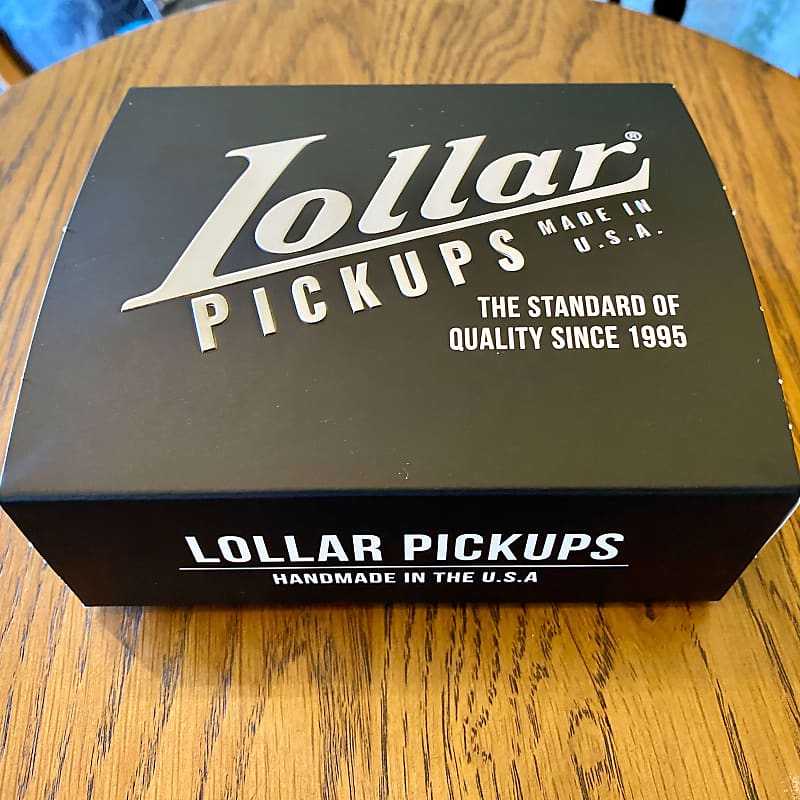 Lollar®
PICKUPS
MADE IN
U.S.A.
THE STANDARD OF
QUALITY SINCE 1995
LOLLAR PICKUPS
HANDMADE IN THE U.S.A